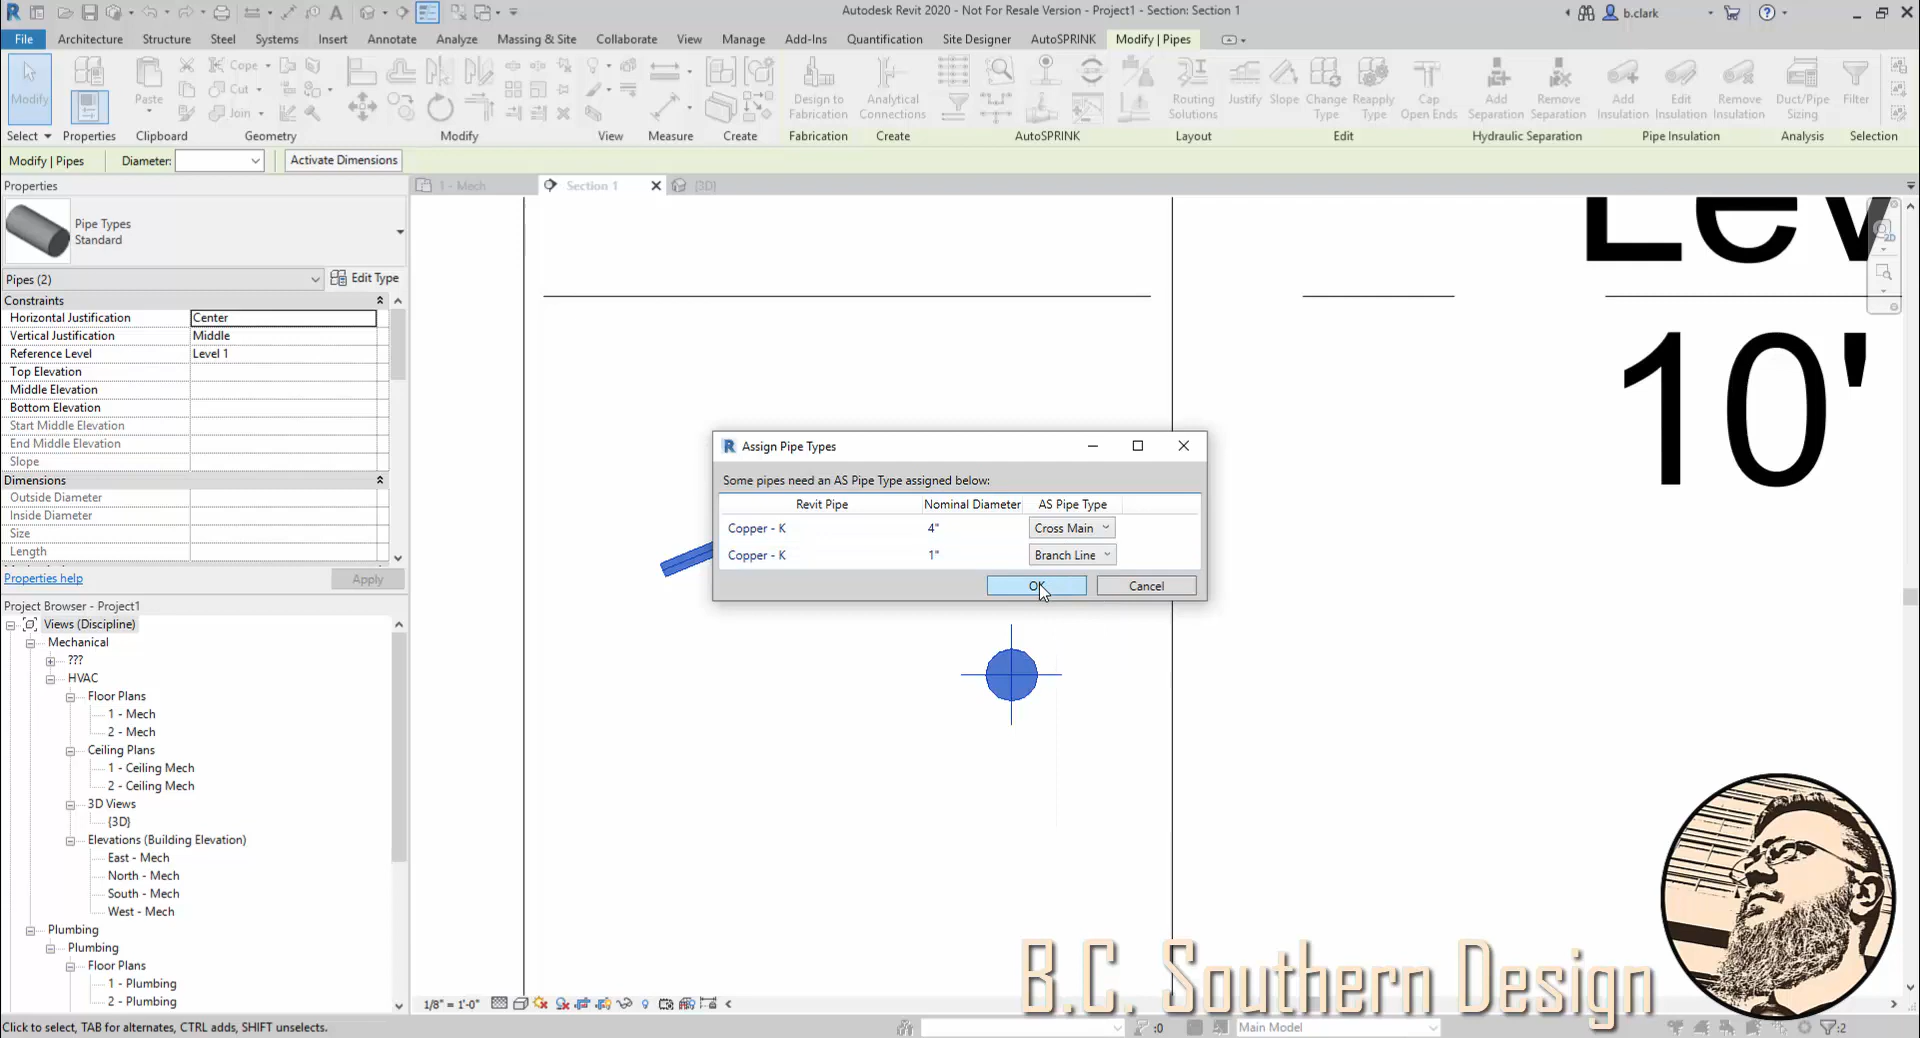 Autodesk Revit 2020 - Not For Resale Version - Project1 - Section: Section 1
b.clark
File Architecture Structure Steel Systems Insert Annotate Analyze Massing & Site Collaborate View Manage Add-Ins Quantification Site Designer AutoSPRINK Modify | Pipes
Modify Paste Cope Cut Join
Design to Fabrication
Analytical Connections
Routing Solutions
Justify Slope
Change Type
Reapply Type
Cap Open Ends
Add Separation
Remove Separation
Add Insulation
Edit Insulation
Remove Insulation
Duct/Pipe Sizing
Filter
Select Properties Clipboard Geometry Modify View Measure Create Fabrication Create AutoSPRINK Layout Edit Hydraulic Separation Pipe Insulation Analysis Selection
Modify | Pipes Diameter: Activate Dimensions
Properties
1 - Mech Section 1 {3D}
Pipe Types
Standard
Pipes (2) Edit Type
Constraints
Horizontal Justification Center
Vertical Justification Middle
Reference Level Level 1
Top Elevation
Middle Elevation
Bottom Elevation
Start Middle Elevation
End Middle Elevation
Slope
Dimensions
Outside Diameter
Inside Diameter
Size
Length
Properties help Apply
Lev
10'
2D
Assign Pipe Types
Some pipes need an AS Pipe Type assigned below:
Revit Pipe Nominal Diameter AS Pipe Type
Copper - K 4" Cross Main
Copper - K 1" Branch Line
OK Cancel
Project Browser - Project1
Views (Discipline)
Mechanical
???
HVAC
Floor Plans
1 - Mech
2 - Mech
Ceiling Plans
1 - Ceiling Mech
2 - Ceiling Mech
3D Views
{3D}
Elevations (Building Elevation)
East - Mech
North - Mech
South - Mech
West - Mech
Plumbing
Plumbing
Floor Plans
1 - Plumbing
2 - Plumbing
1/8" = 1'-0"
B.C. Southern Design
Click to select, TAB for alternates, CTRL adds, SHIFT unselects.
:0 Main Model :2